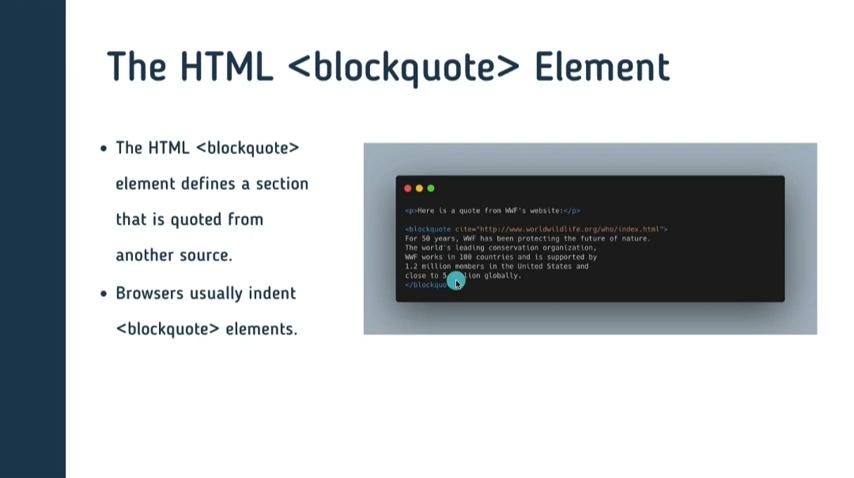 The HTML <blockquote> Element
• The HTML <blockquote>
element defines a section
that is quoted from
another source.
• Browsers usually indent
<blockquote> elements.
<p>Here is a quote from WWF's website:</p>
<blockquote cite="http://www.worldwildlife.org/who/index.html">
For 50 years, WWF has been protecting the future of nature.
The world's leading conservation organization,
WWF works in 100 countries and is supported by
1.2 million members in the United States and
close to 5 globally.
</blockquo